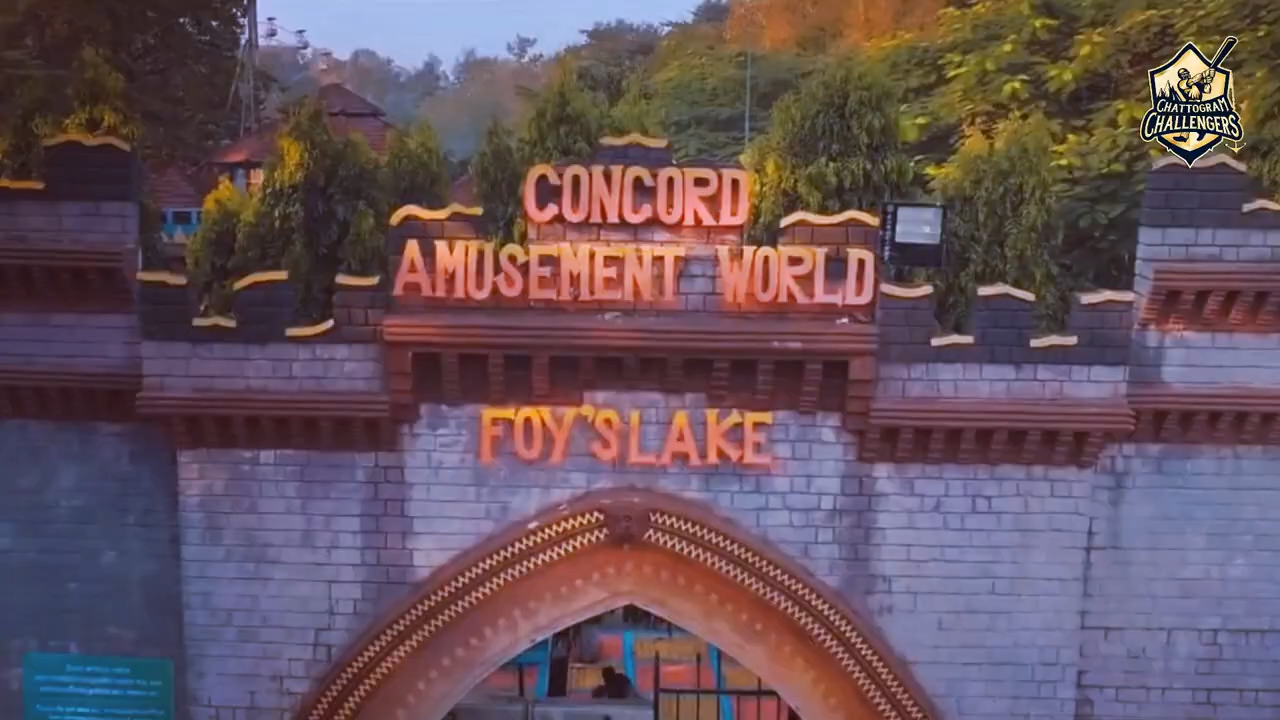 CHATTOGRAM
CHALLENGERS
CONCORD
AMUSEMENT WORLD
FOY'S LAKE